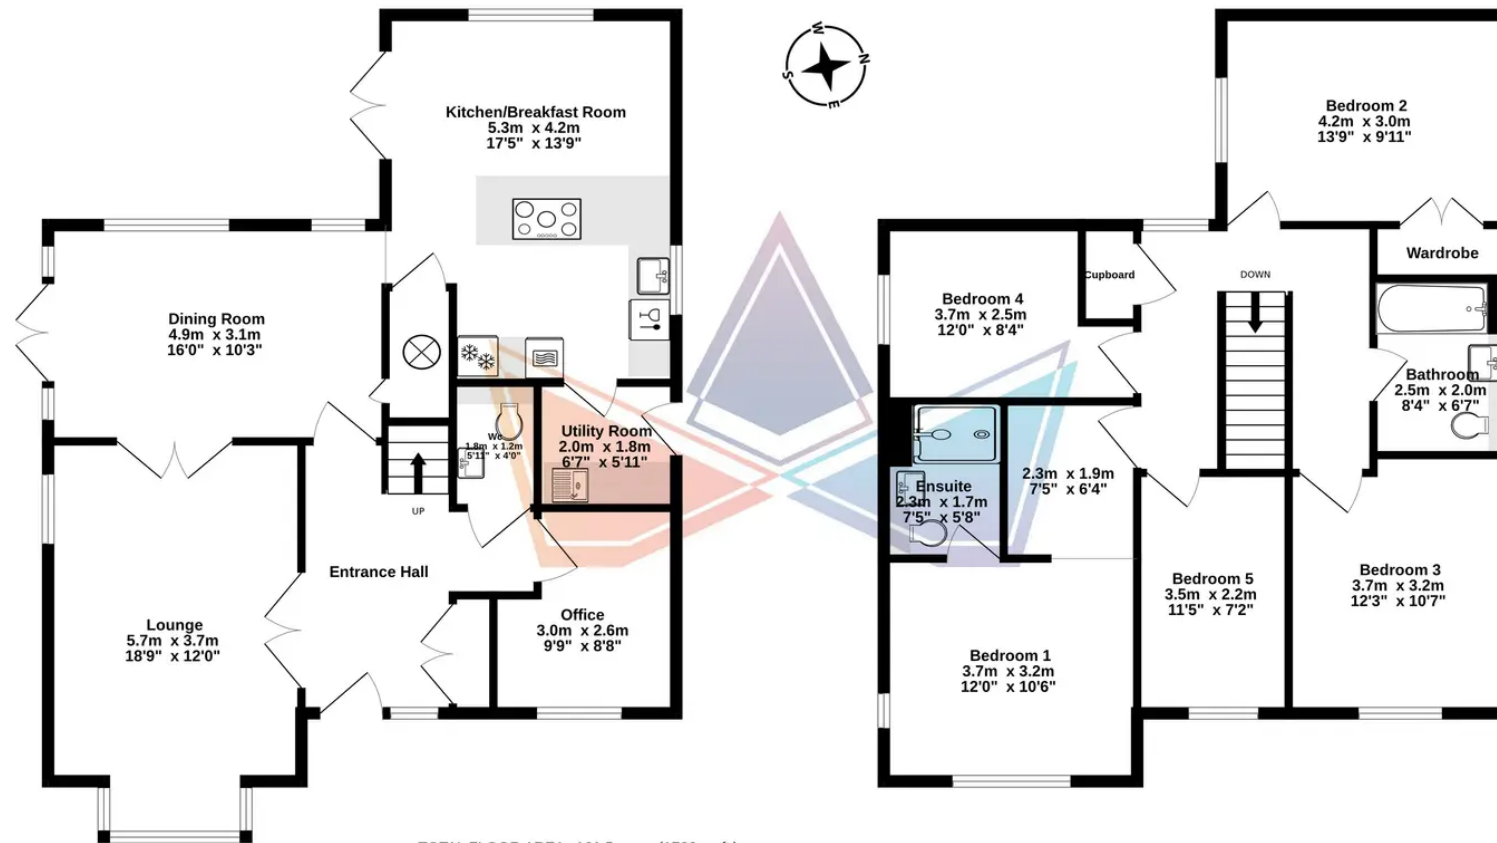 Kitchen/Breakfast Room
5.3m x 4.2m
17'5" x 13'9"
W
N
S
E
Dining Room
4.9m x 3.1m
16'0" x 10'3"
1.8m x 1.2m
5'11" x 4'0"
Utility Room
2.0m x 1.8m
6'7" x 5'11"
UP
Entrance Hall
Lounge
5.7m x 3.7m
18'9" x 12'0"
Office
3.0m x 2.6m
9'9" x 8'8"
Bedroom 2
4.2m x 3.0m
13'9" x 9'11"
Wardrobe
Cupboard
DOWN
Bedroom 4
3.7m x 2.5m
12'0" x 8'4"
Bathroom
2.5m x 2.0m
8'4" x 6'7"
2.3m x 1.9m
7'5" x 6'4"
Ensuite
2.3m x 1.7m
7'5" x 5'8"
Bedroom 5
3.5m x 2.2m
11'5" x 7'2"
Bedroom 3
3.7m x 3.2m
12'3" x 10'7"
Bedroom 1
3.7m x 3.2m
12'0" x 10'6"